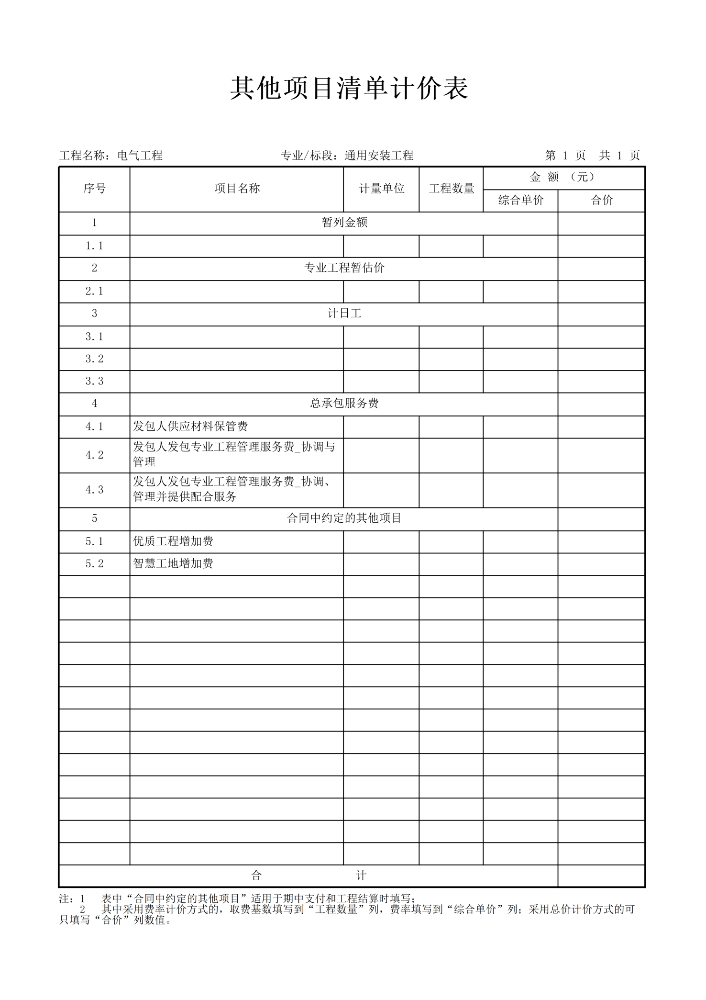 其他项目清单计价表
工程名称：电气工程 专业/标段：通用安装工程 第 1 页 共 1 页
序号 项目名称 计量单位 工程数量 金 额 （元）
综合单价 合价
1 暂列金额
1.1
2 专业工程暂估价
2.1
3 计日工
3.1
3.2
3.3
4 总承包服务费
4.1 发包人供应材料保管费
4.2 发包人发包专业工程管理服务费_协调与
管理
4.3 发包人发包专业工程管理服务费_协调、
管理并提供配合服务
5 合同中约定的其他项目
5.1 优质工程增加费
5.2 智慧工地增加费
合 计
注：1 表中“合同中约定的其他项目”适用于期中支付和工程结算时填写；
2 其中采用费率计价方式的，取费基数填写到“工程数量”列，费率填写到“综合单价”列；采用总价计价方式的可
只填写“合价”列数值。